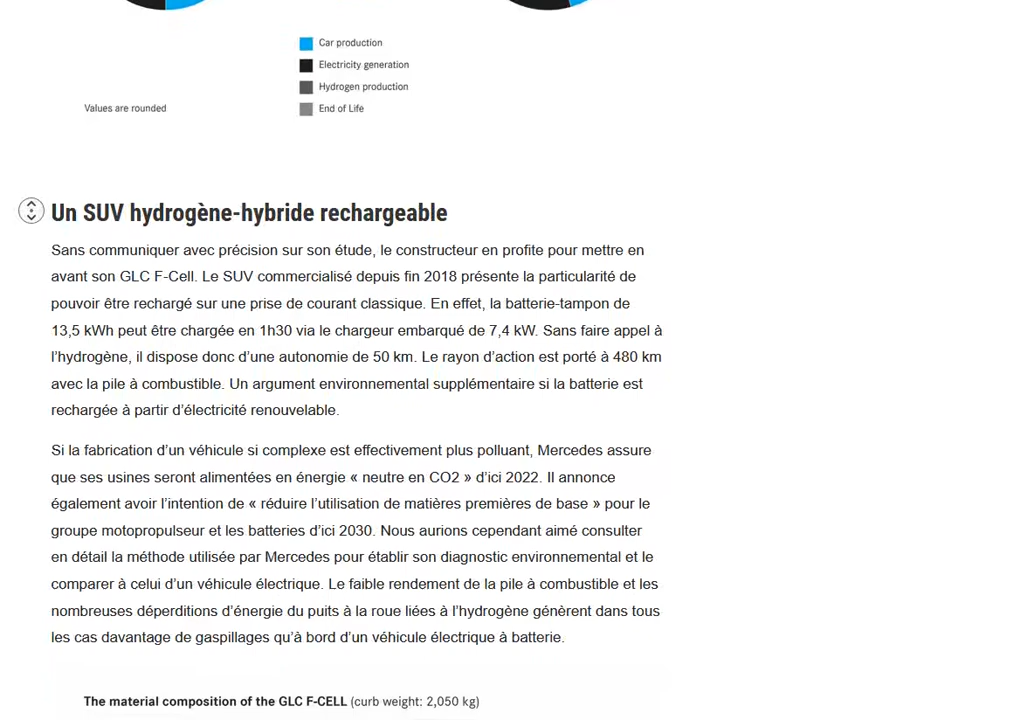 Car production
Electricity generation
Hydrogen production
Values are rounded
End of Life
Un SUV hydrogène-hybride rechargeable
Sans communiquer avec précision sur son étude, le constructeur en profite pour mettre en
avant son GLC F-Cell. Le SUV commercialisé depuis fin 2018 présente la particularité de
pouvoir être rechargé sur une prise de courant classique. En effet, la batterie-tampon de
13,5 kWh peut être chargée en 1h30 via le chargeur embarqué de 7,4 kW. Sans faire appel à
l’hydrogène, il dispose donc d’une autonomie de 50 km. Le rayon d’action est porté à 480 km
avec la pile à combustible. Un argument environnemental supplémentaire si la batterie est
rechargée à partir d’électricité renouvelable.
Si la fabrication d’un véhicule si complexe est effectivement plus polluant, Mercedes assure
que ses usines seront alimentées en énergie « neutre en CO2 » d’ici 2022. Il annonce
également avoir l’intention de « réduire l’utilisation de matières premières de base » pour le
groupe motopropulseur et les batteries d’ici 2030. Nous aurions cependant aimé consulter
en détail la méthode utilisée par Mercedes pour établir son diagnostic environnemental et le
comparer à celui d’un véhicule électrique. Le faible rendement de la pile à combustible et les
nombreuses déperditions d’énergie du puits à la roue liées à l’hydrogène génèrent dans tous
les cas davantage de gaspillages qu’à bord d’un véhicule électrique à batterie.
The material composition of the GLC F-CELL (curb weight: 2,050 kg)